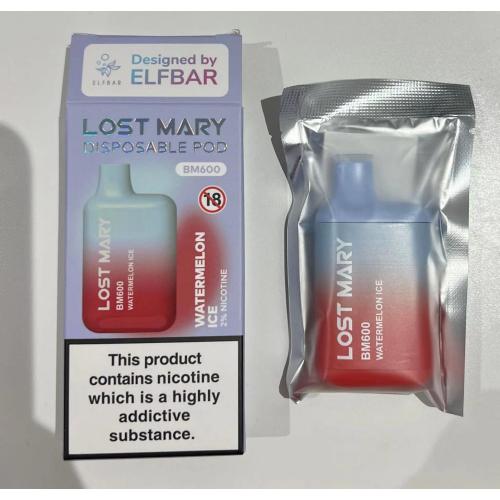 ELFBAR
Designed by
ELFBAR
LOST MARY
DISPOSABLE POD
BM600
18
LOST MARY
BM600
WATERMELON ICE
WATERMELON
ICE
2% NICOTINE
This product
contains nicotine
which is a highly
addictive
substance.
LOST MARY
BM600
WATERMELON ICE